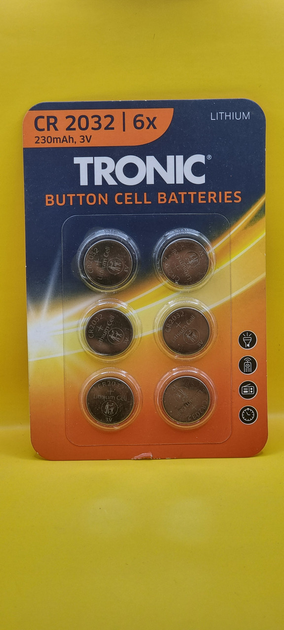 CR 2032 | 6x
LITHIUM
230mAh, 3V
TRONIC®
BUTTON CELL BATTERIES